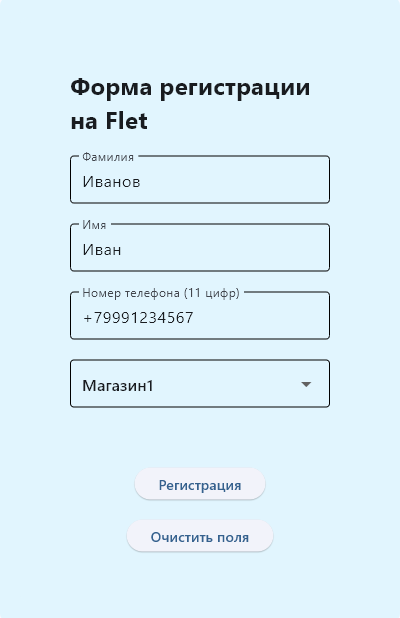 Форма регистрации
на Flet
Фамилия
Иванов
Имя
Иван
Номер телефона (11 цифр)
+79991234567
Магазин1
Регистрация
Очистить поля